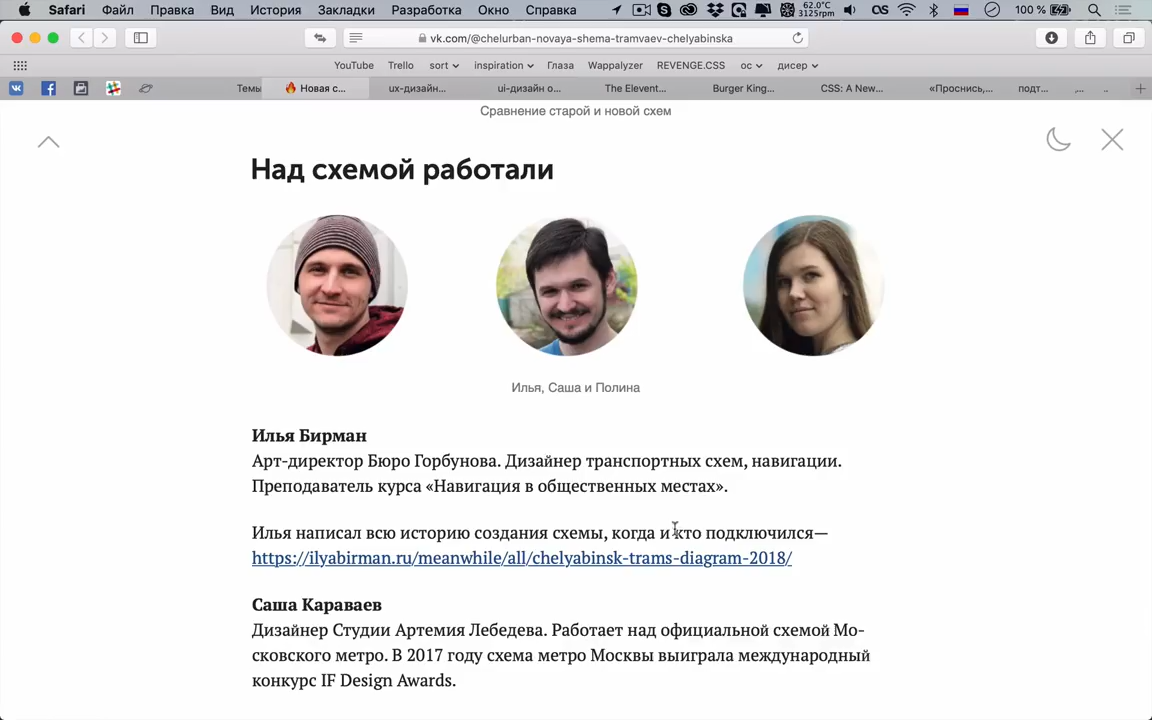 Safari Файл Правка Вид История Закладки Разработка Окно Справка 62.0°C 3125rpm 100 %
vk.com/@chelurban-novaya-shema-tramvaev-chelyabinska
YouTube Trello sort inspiration Глаза Wappalyzer REVENGE.CSS ос дисер
Темы Новая с... ux-дизайн... ui-дизайн о... The Elevent... Burger King... CSS: A New... «Проснись,... подт...
Сравнение старой и новой схем
Над схемой работали
Илья, Саша и Полина
Илья Бирман
Арт-директор Бюро Горбунова. Дизайнер транспортных схем, навигации.
Преподаватель курса «Навигация в общественных местах».
Илья написал всю историю создания схемы, когда и кто подключился—
https://ilyabirman.ru/meanwhile/all/chelyabinsk-trams-diagram-2018/
Саша Караваев
Дизайнер Студии Артемия Лебедева. Работает над официальной схемой Мо-
сковского метро. В 2017 году схема метро Москвы выиграла международный
конкурс IF Design Awards.